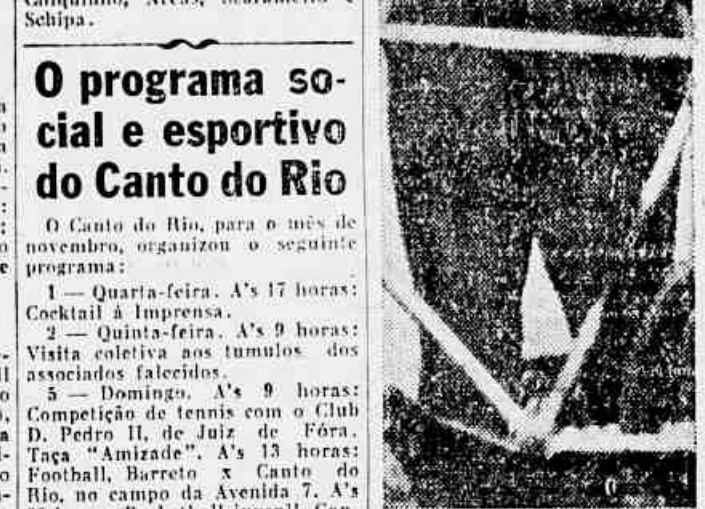 Schipa.
O programa so-
cial e esportivo
do Canto do Rio
O Canto do Rio, para o mês de
novembro, organizou o seguinte
programa:
1 — Quarta-feira. A's 17 horas:
Cocktail á Imprensa.
2 — Quinta-feira. A's 9 horas:
Visita coletiva aos tumulos dos
associados falecidos.
5 — Domingo. A's 9 horas:
Competição de tennis com o Club
D. Pedro II, de Juiz de Fóra.
Taça "Amizade". A's 13 horas:
Football, Barreto x Canto do
Rio, no campo da Avenida 7. A's